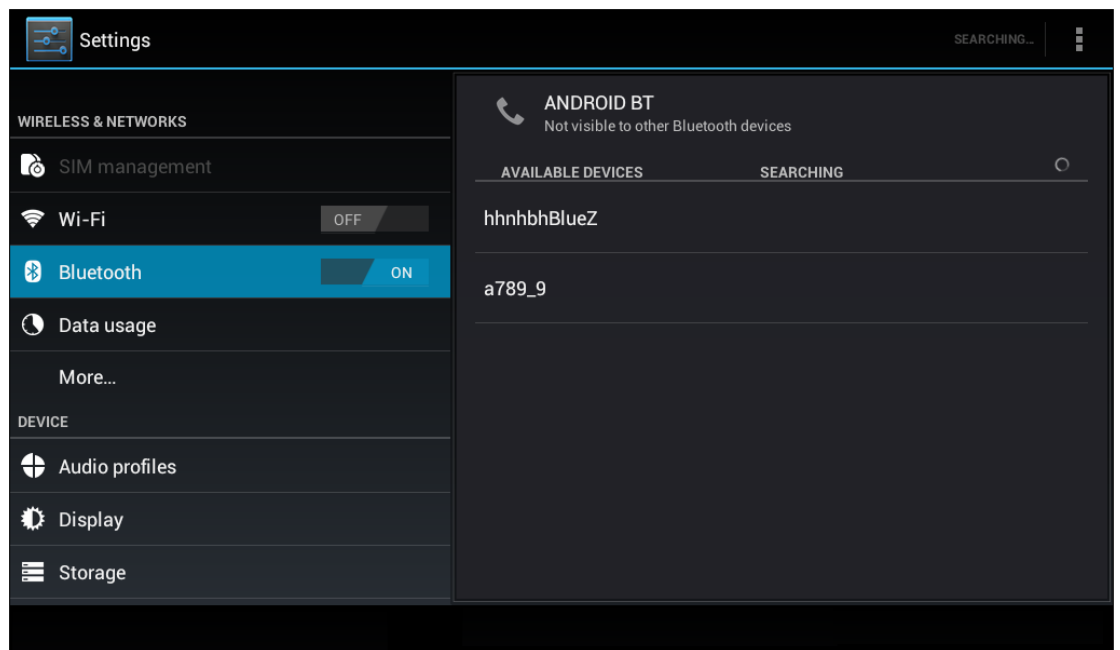 Settings
SEARCHING...
WIRELESS & NETWORKS
SIM management
Wi-Fi OFF
Bluetooth ON
Data usage
More...
DEVICE
Audio profiles
Display
Storage
ANDROID BT
Not visible to other Bluetooth devices
AVAILABLE DEVICES SEARCHING
hhnhbhBlueZ
a789_9